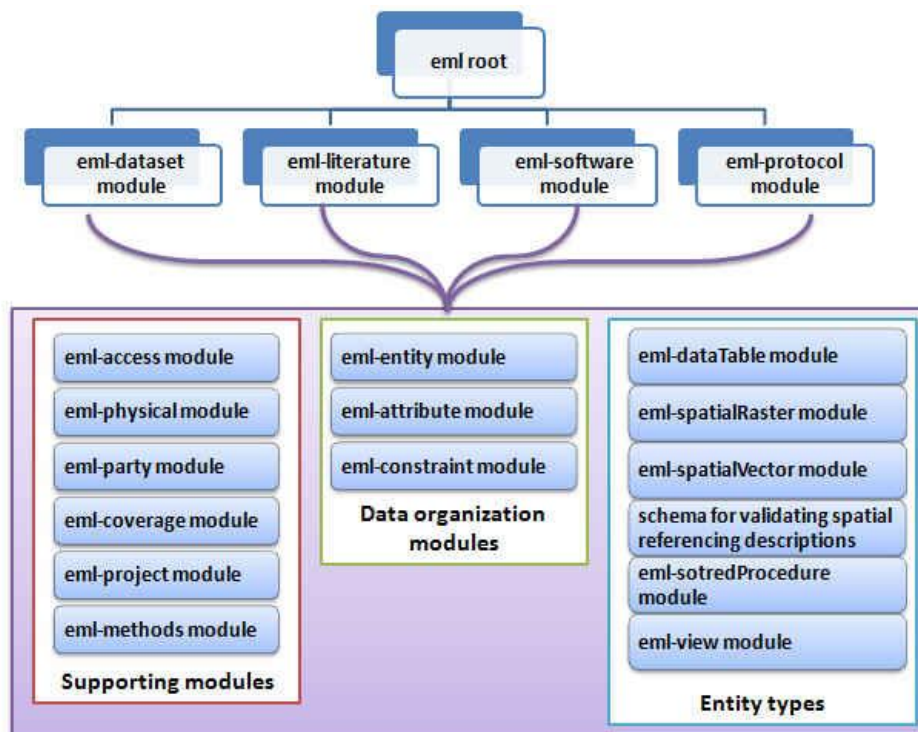 eml root
eml-dataset
module
eml-literature
module
eml-software
module
eml-protocol
module
eml-access module
eml-physical module
eml-party module
eml-coverage module
eml-project module
eml-methods module
Supporting modules
eml-entity module
eml-attribute module
eml-constraint module
Data organization
modules
eml-dataTable module
eml-spatialRaster module
eml-spatialVector module
schema for validating spatial
referencing descriptions
eml-sotredProcedure
module
eml-view module
Entity types